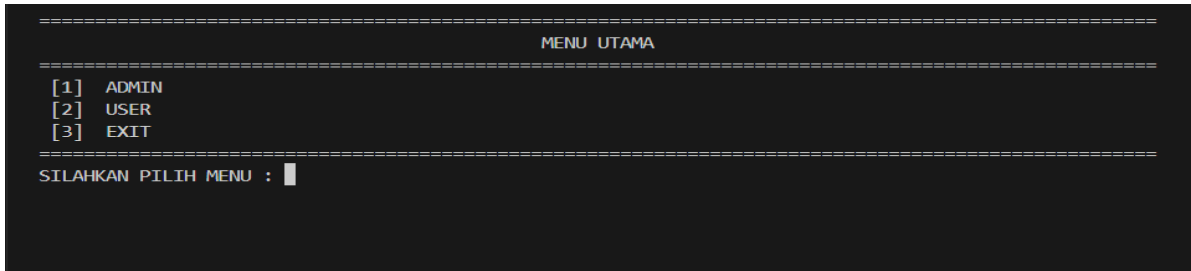 ====================================================================================================
MENU UTAMA
====================================================================================================
[1] ADMIN
[2] USER
[3] EXIT
====================================================================================================
SILAHKAN PILIH MENU :